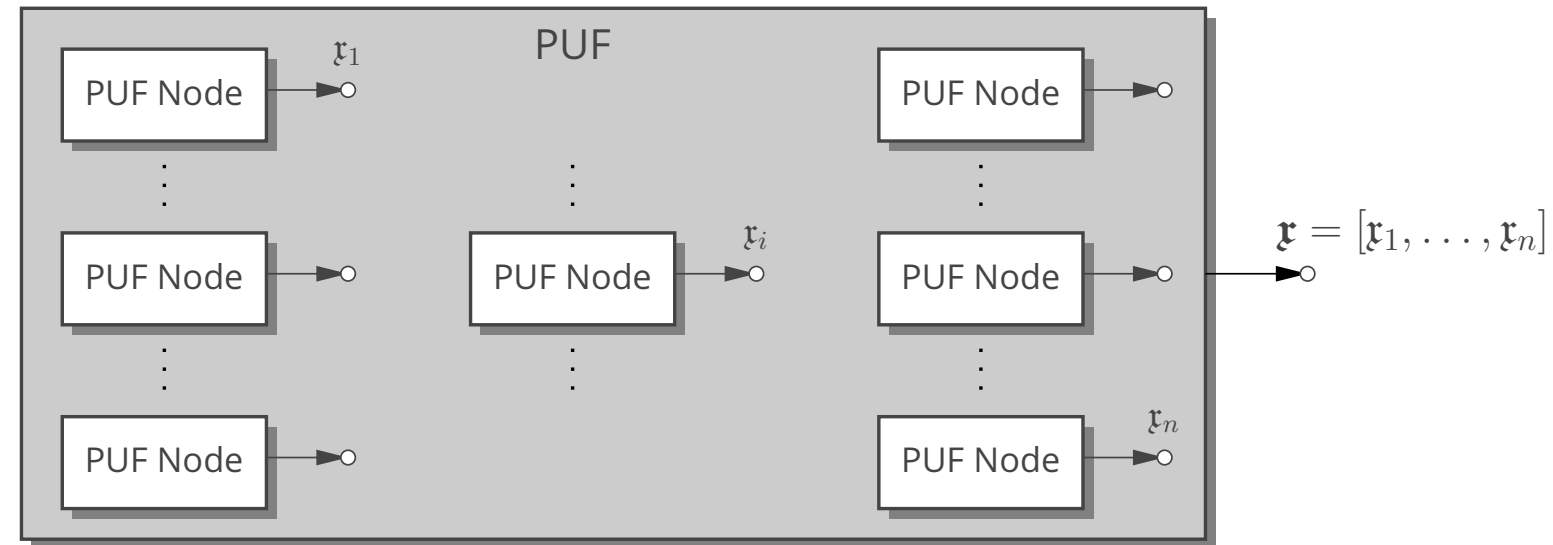 PUF
𝔵₁
PUF Node
PUF Node
PUF Node
𝔵ᵢ
PUF Node
PUF Node
𝖝 = [𝔵₁, . . . , 𝔵ₙ]
PUF Node
𝔵ₙ
PUF Node
PUF Node